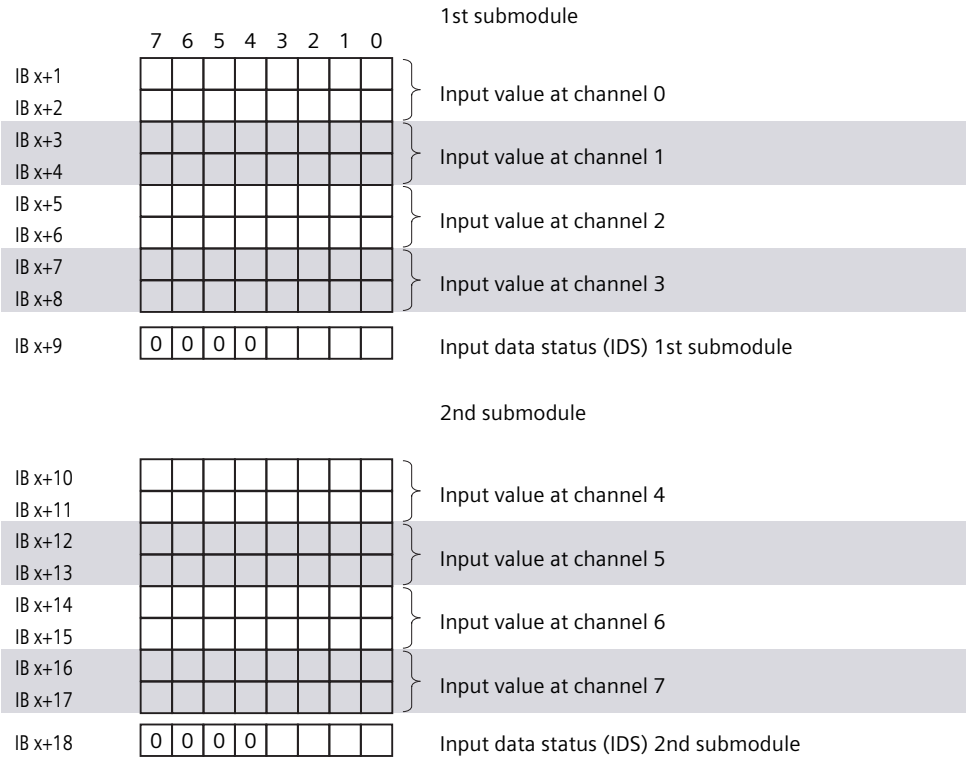 1st submodule
7 6 5 4 3 2 1 0
IB x+1
IB x+2
Input value at channel 0
IB x+3
IB x+4
Input value at channel 1
IB x+5
IB x+6
Input value at channel 2
IB x+7
IB x+8
Input value at channel 3
IB x+9 0 0 0 0 Input data status (IDS) 1st submodule
2nd submodule
IB x+10
IB x+11
Input value at channel 4
IB x+12
IB x+13
Input value at channel 5
IB x+14
IB x+15
Input value at channel 6
IB x+16
IB x+17
Input value at channel 7
IB x+18 0 0 0 0 Input data status (IDS) 2nd submodule